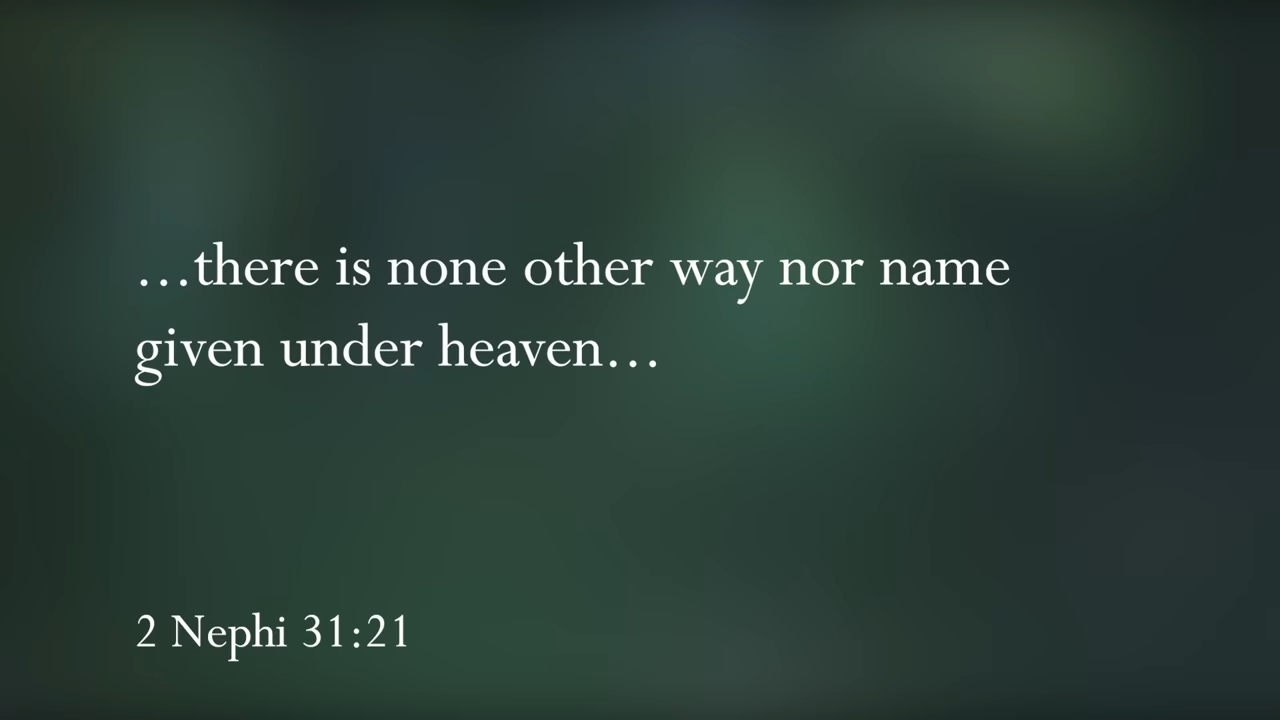 …there is none other way nor name
given under heaven…
2 Nephi 31:21